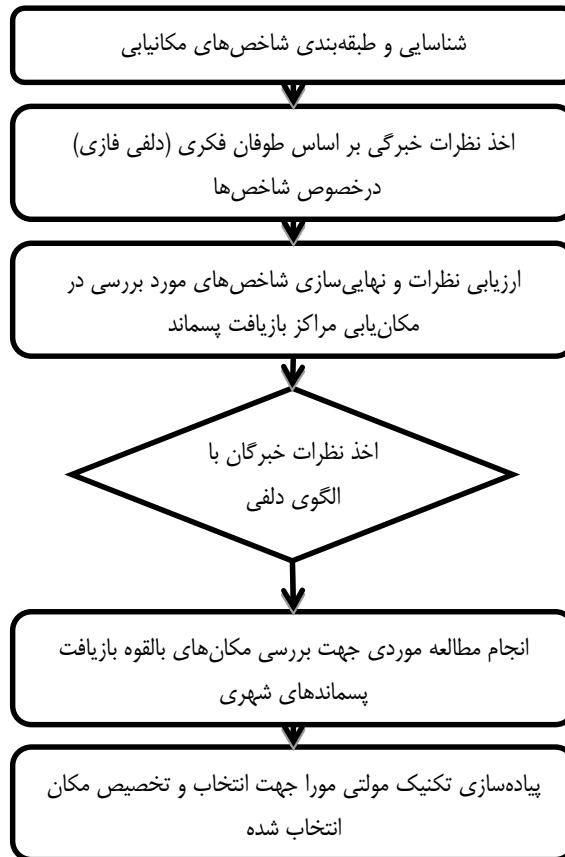 شناسایی و طبقه‌بندی شاخص‌های مکانیابی
اخذ نظرات خبرگی بر اساس طوفان فکری (دلفی فازی)
درخصوص شاخص‌ها
ارزیابی نظرات و نهایی‌سازی شاخص‌های مورد بررسی در
مکان‌یابی مراکز بازیافت پسماند
اخذ نظرات خبرگان با
الگوی دلفی
انجام مطالعه موردی جهت بررسی مکان‌های بالقوه بازیافت
پسماندهای شهری
پیاده‌سازی تکنیک مولتی مورا جهت انتخاب و تخصیص مکان
انتخاب شده